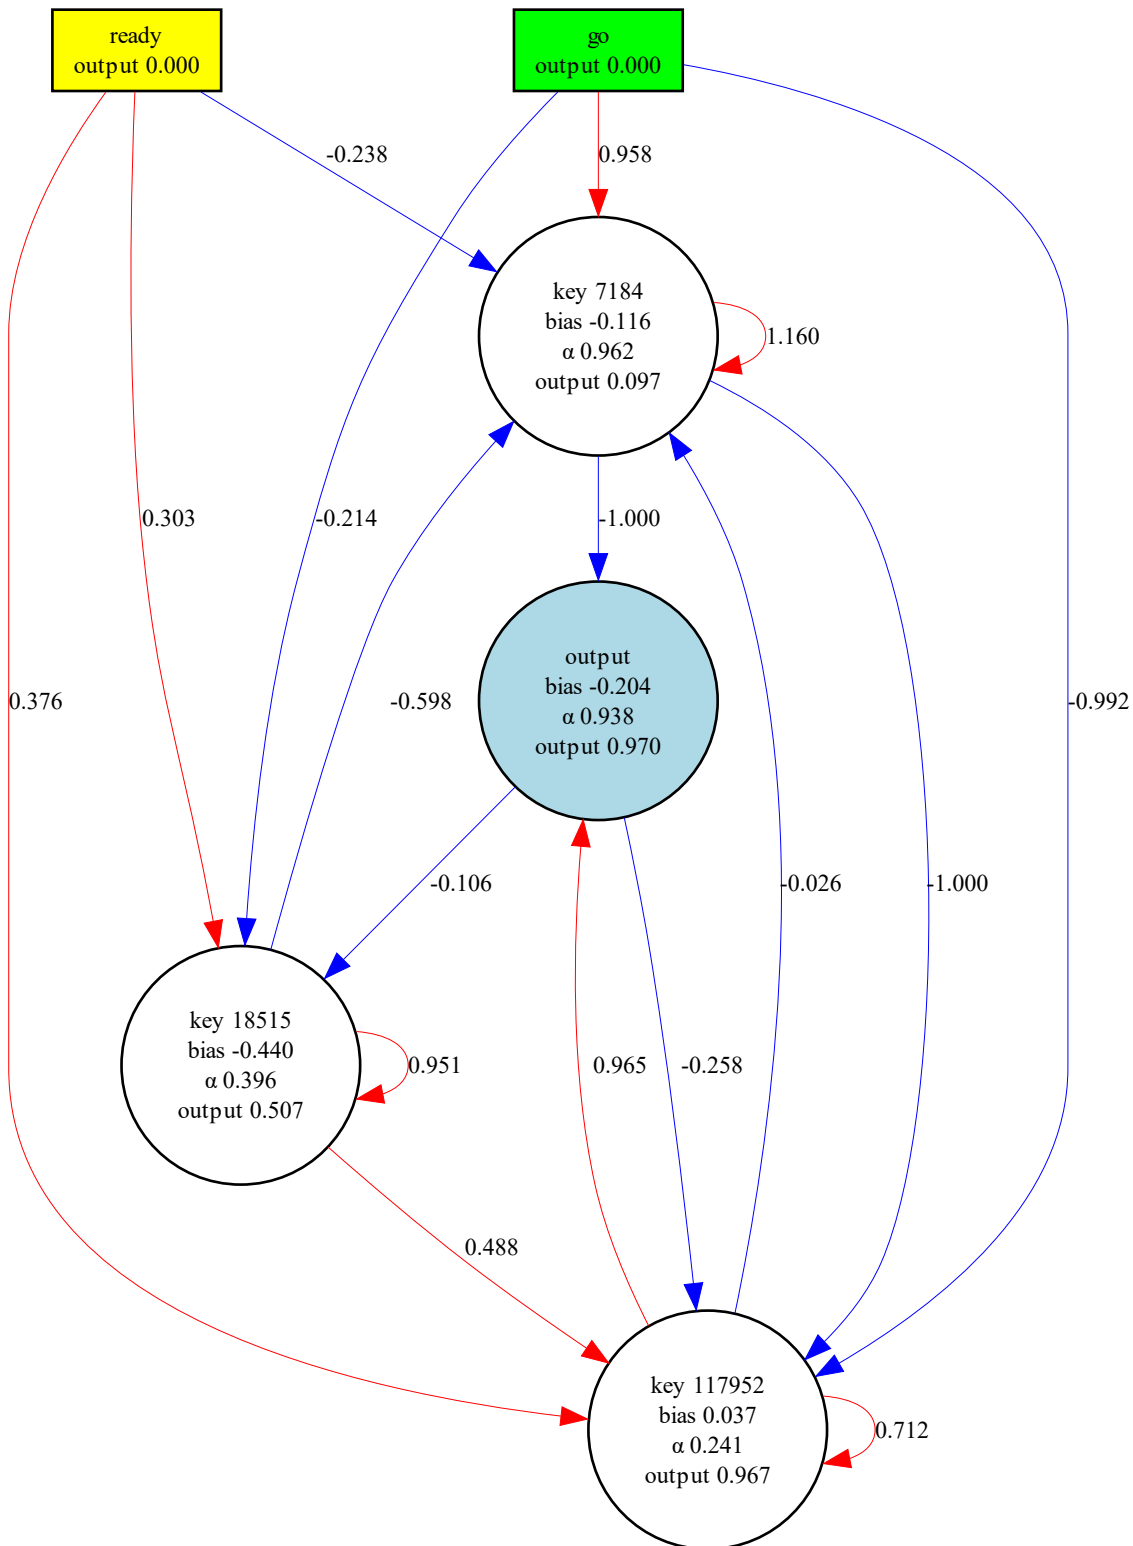 ready
output 0.000
go
output 0.000
-0.238
0.958
key 7184
bias -0.116
α 0.962
output 0.097
1.160
0.303
-0.214
-1.000
output
bias -0.204
α 0.938
output 0.970
0.376
-0.598
-0.992
-0.106
-0.026
-1.000
key 18515
bias -0.440
α 0.396
output 0.507
0.951
0.965
-0.258
0.488
key 117952
bias 0.037
α 0.241
output 0.967
0.712